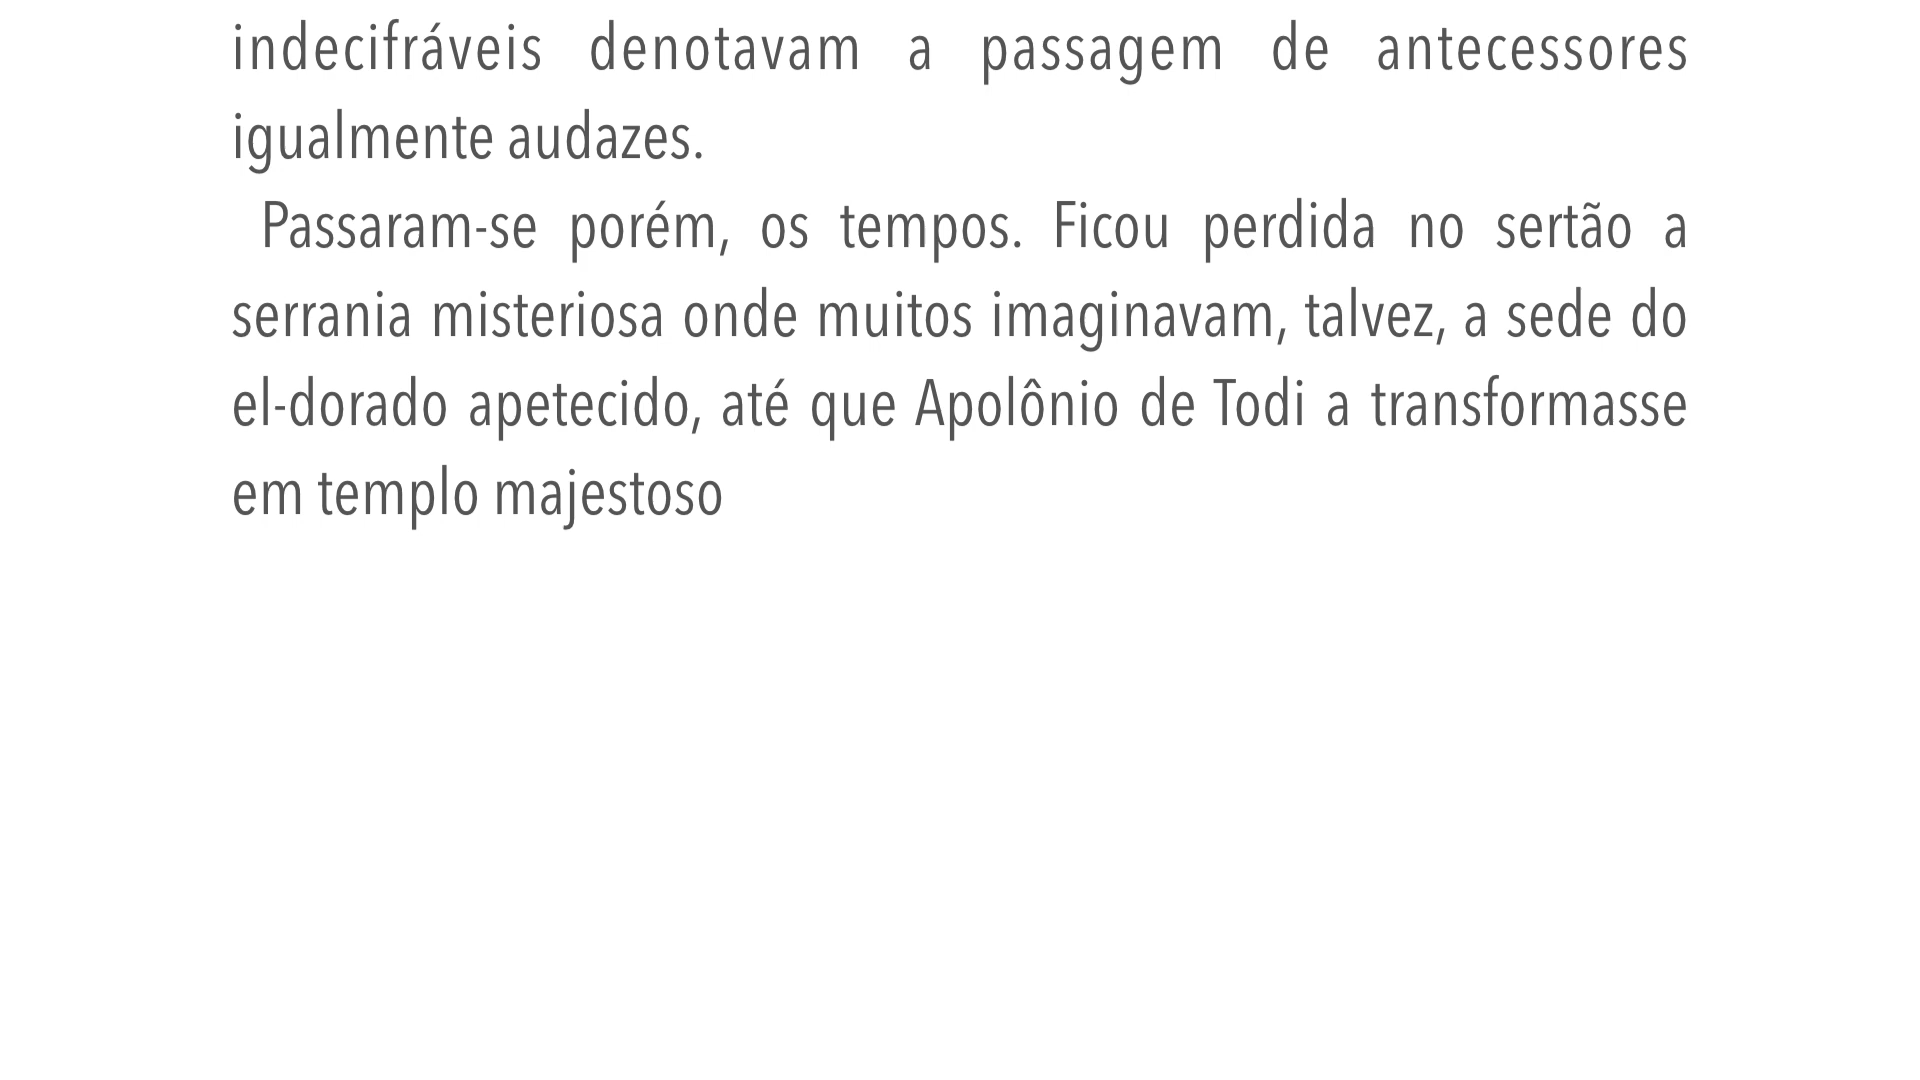 indecifráveis denotavam a passagem de antecessores
igualmente audazes.
Passaram-se porém, os tempos. Ficou perdida no sertão a
serrania misteriosa onde muitos imaginavam, talvez, a sede do
el-dorado apetecido, até que Apolônio de Todi a transformasse
em templo majestoso